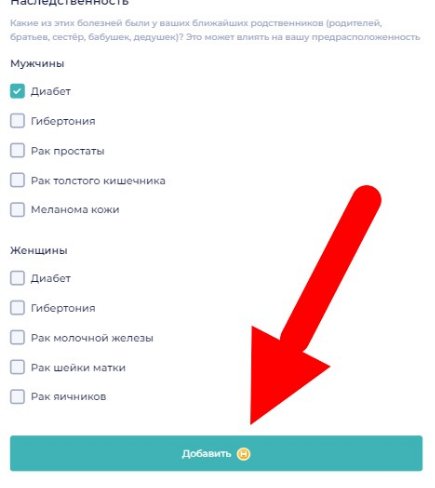 Наследственность
Какие из этих болезней были у ваших ближайших родственников (родителей,
братьев, сестёр, бабушек, дедушек)? Это может влиять на вашу предрасположенность
Мужчины
Диабет
Гибертония
Рак простаты
Рак толстого кишечника
Меланома кожи
Женщины
Диабет
Гибертония
Рак молочной железы
Рак шейки матки
Рак яичников
Добавить